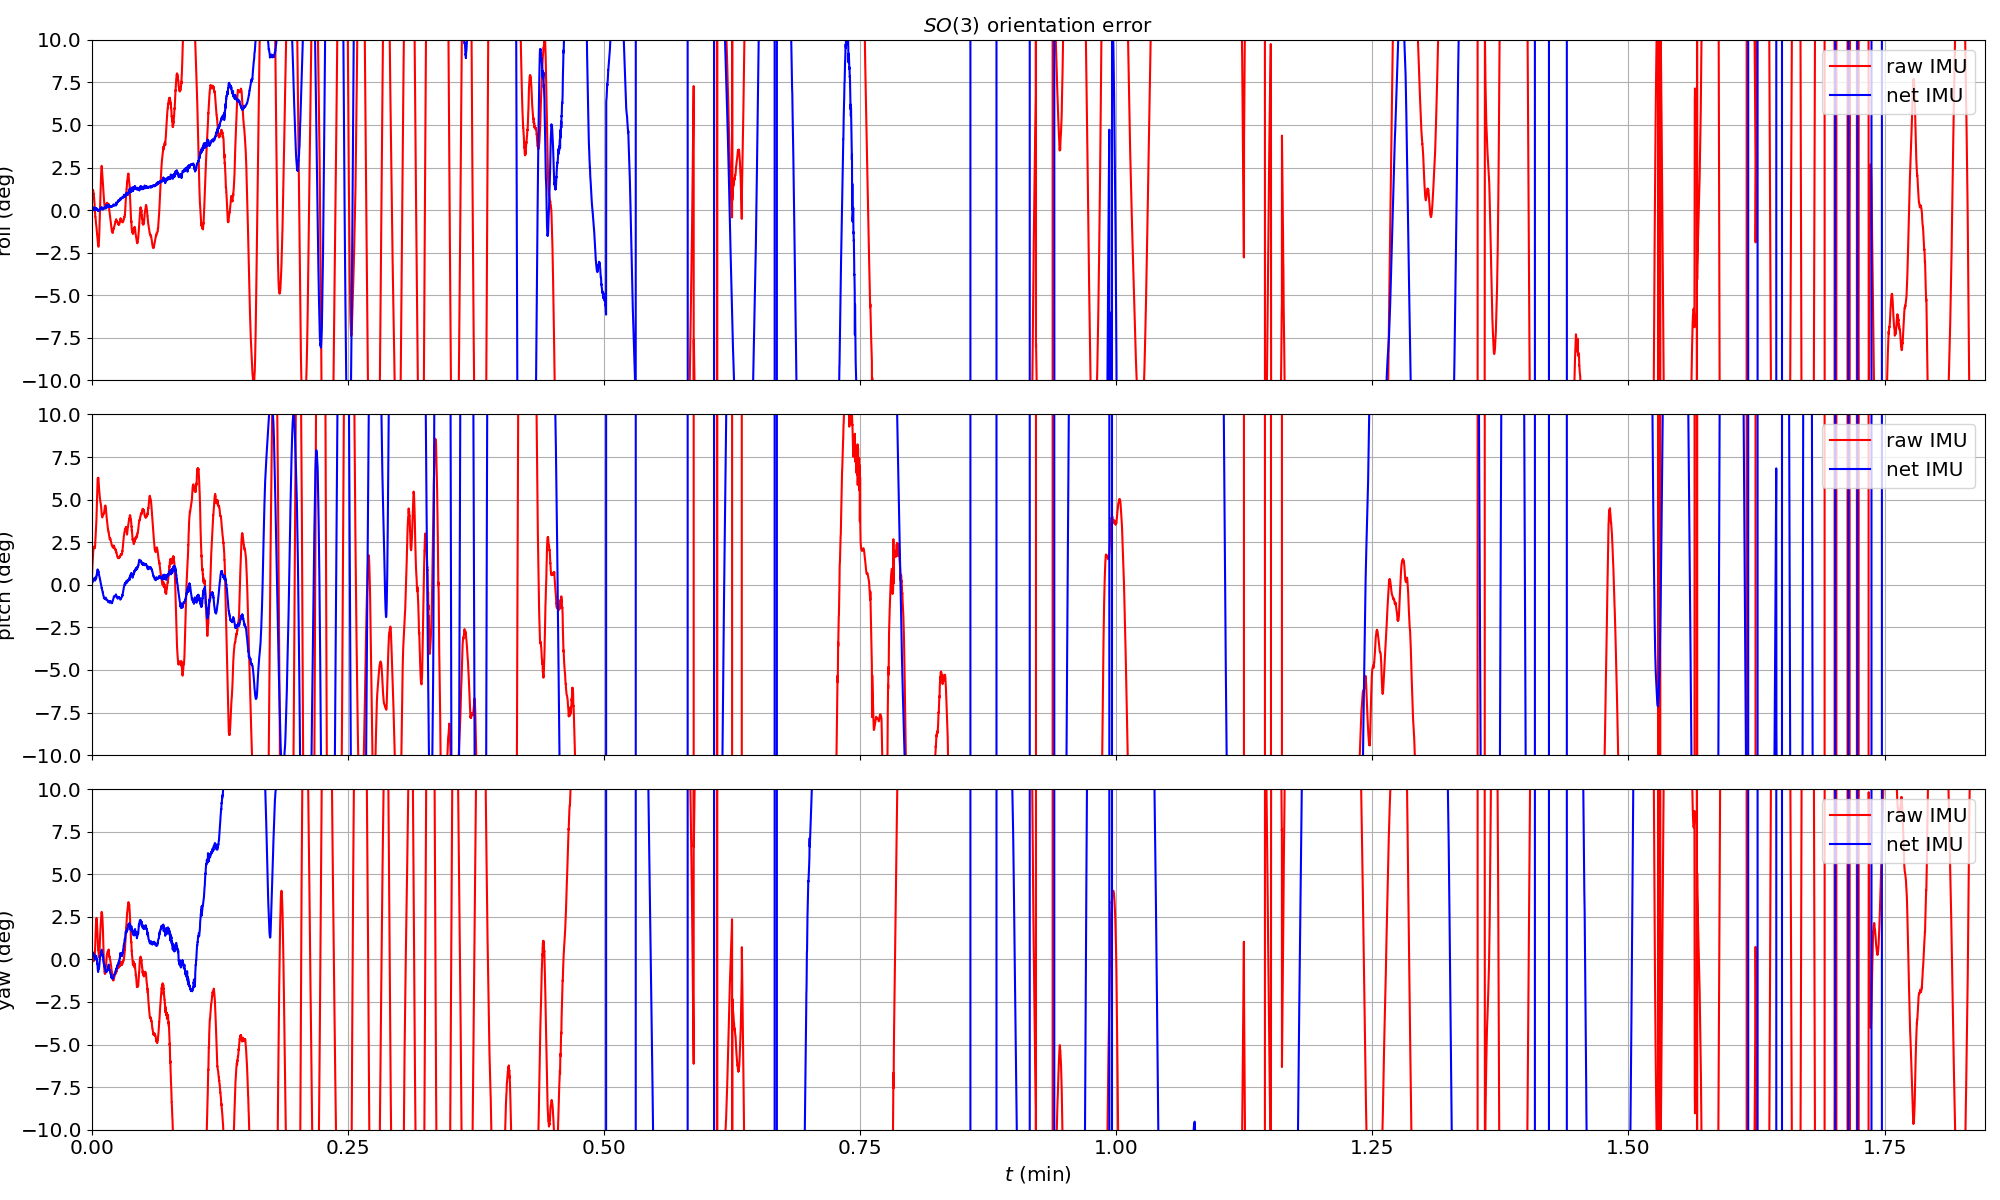 SO(3) orientation error
10.0
7.5
5.0
2.5
0.0
−2.5
−5.0
−7.5
−10.0
roll (deg)
raw IMU
net IMU
10.0
7.5
5.0
2.5
0.0
−2.5
−5.0
−7.5
−10.0
pitch (deg)
raw IMU
net IMU
10.0
7.5
5.0
2.5
0.0
−2.5
−5.0
−7.5
−10.0
yaw (deg)
raw IMU
net IMU
0.00 0.25 0.50 0.75 1.00 1.25 1.50 1.75
t (min)